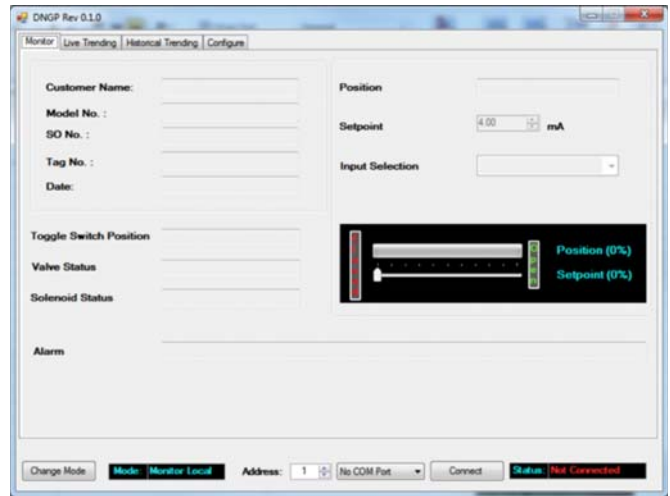 DNGP Rev 0.1.0
Monitor Live Trending Historical Trending Configure
Customer Name:
Model No. :
SO No. :
Tag No. :
Date:
Position
Setpoint 4.00 mA
Input Selection
Toggle Switch Position
Valve Status
Solenoid Status
Position (0%)
Setpoint (0%)
Alarm
Change Mode Mode: Monitor Local Address: 1 No COM Port Connect Status: Not Connected